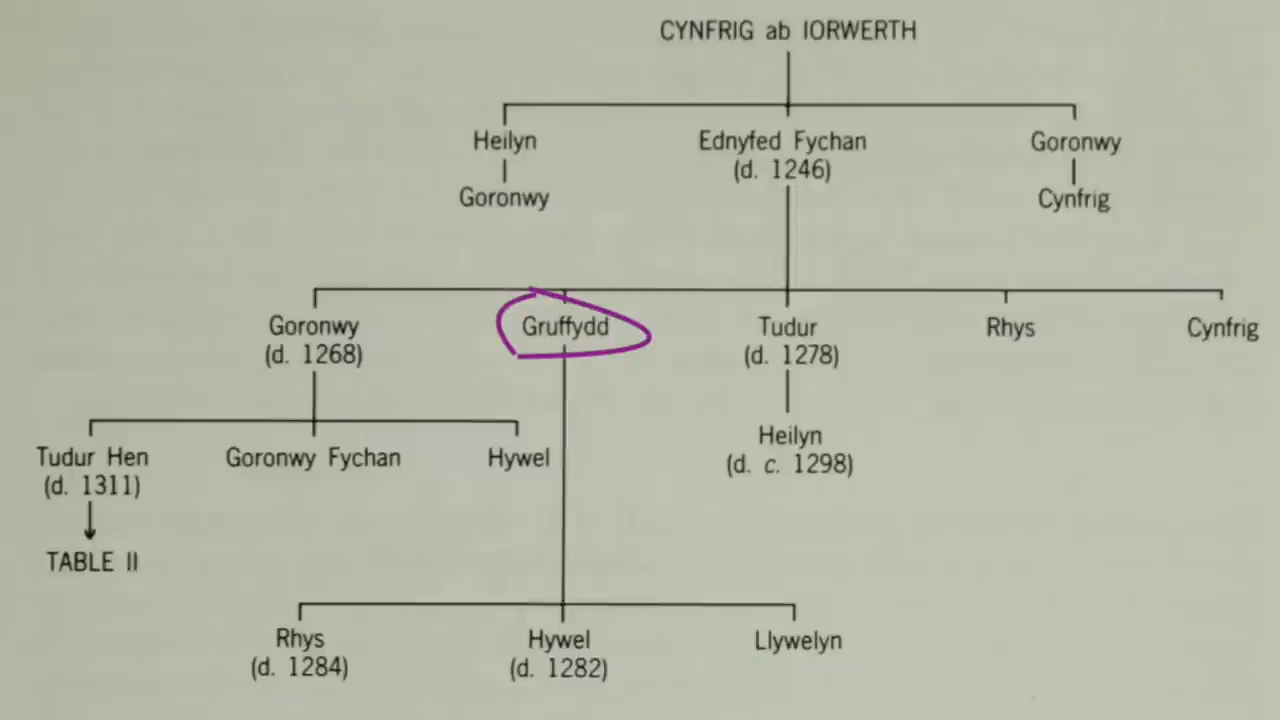 CYNFRIG ab IORWERTH
Heilyn Ednyfed Fychan Goronwy
(d. 1246)
Goronwy Cynfrig
Goronwy Gruffydd Tudur Rhys Cynfrig
(d. 1268) (d. 1278)
Heilyn
(d. c. 1298)
Tudur Hen Goronwy Fychan Hywel
(d. 1311)
TABLE II
Rhys Hywel Llywelyn
(d. 1284) (d. 1282)